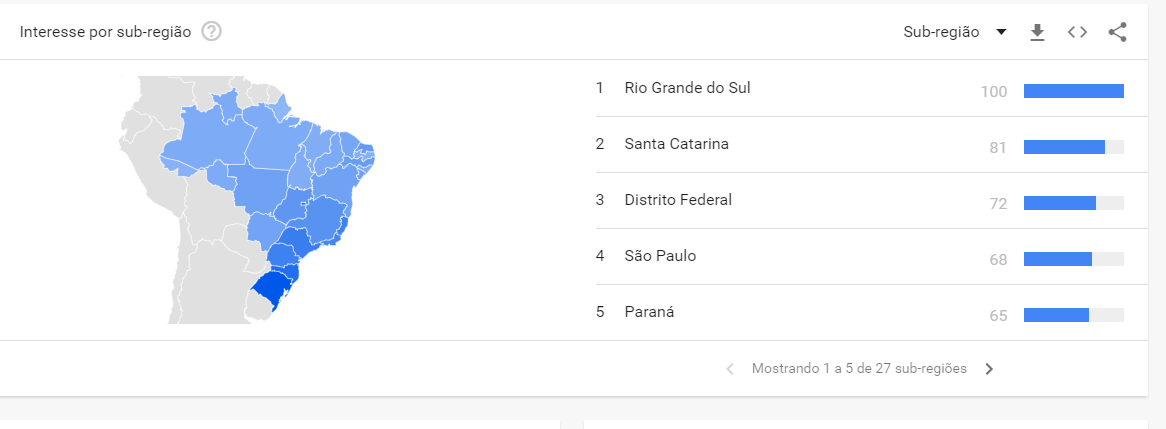 Interesse por sub-região
Sub-região
1 Rio Grande do Sul 100
2 Santa Catarina 81
3 Distrito Federal 72
4 São Paulo 68
5 Paraná 65
Mostrando 1 a 5 de 27 sub-regiões